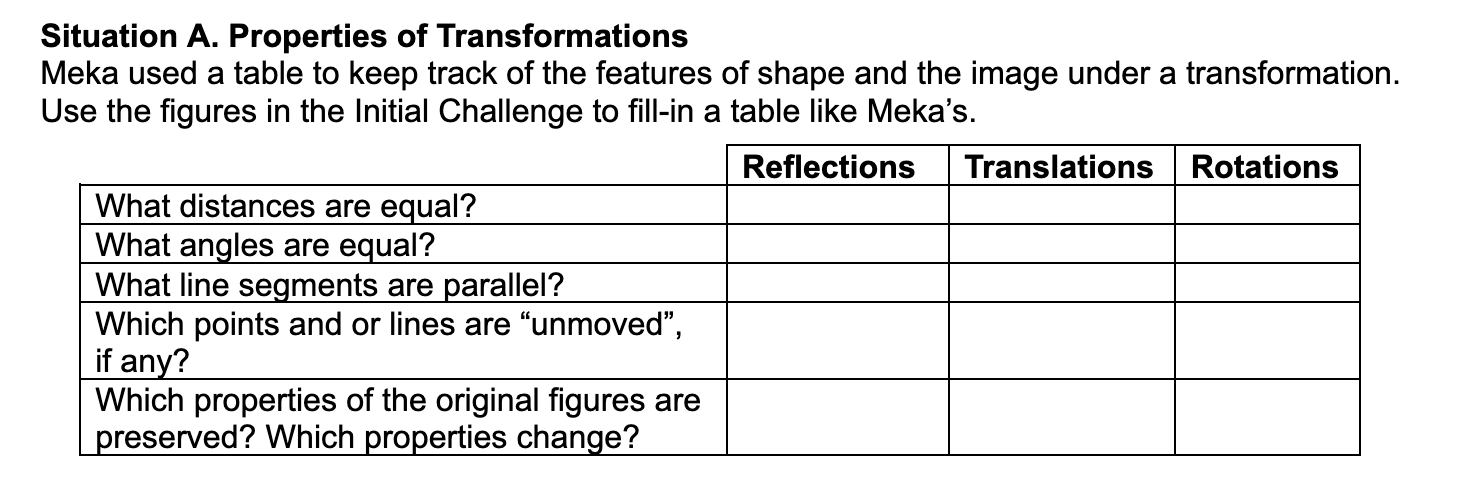 Situation A. Properties of Transformations
Meka used a table to keep track of the features of shape and the image under a transformation.
Use the figures in the Initial Challenge to fill-in a table like Meka’s.
Reflections Translations Rotations
What distances are equal?
What angles are equal?
What line segments are parallel?
Which points and or lines are “unmoved”,
if any?
Which properties of the original figures are
preserved? Which properties change?